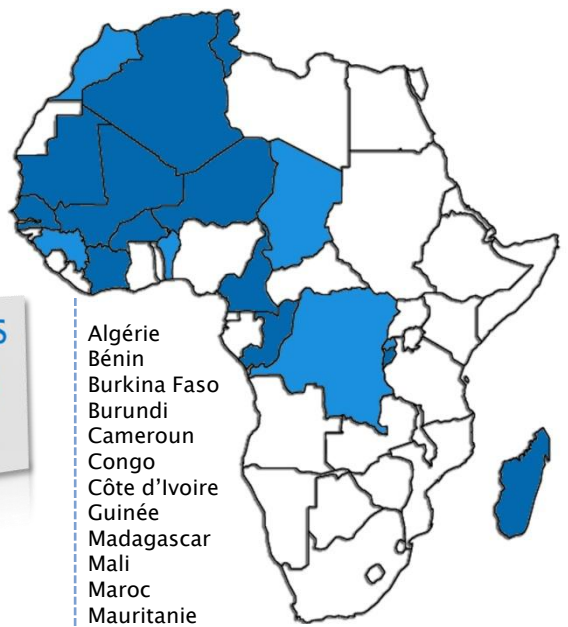 S
Algérie
Bénin
Burkina Faso
Burundi
Cameroun
Congo
Côte d’Ivoire
Guinée
Madagascar
Mali
Maroc
Mauritanie